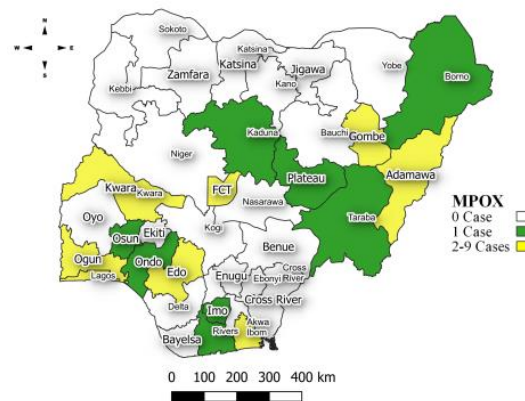 N
W E
S
Sokoto
Katsina
Zamfara
Katsina
Jigawa
Yobe
Borno
Kebbi
Kano
Kaduna
Bauchi
Gombe
Niger
Plateau
Adamawa
Kwara
Kwara
FCT
Nasarawa
Taraba
Oyo
Osun
Ekiti
Kogi
Benue
Ogun
Ondo
Edo
Lagos
Enugu
Ebonyi
Cross River
Delta
Cross River
Imo
Rivers
Akwa Ibom
Bayelsa
MPOX
0 Case
1 Case
2-9 Cases
0 100 200 300 400 km